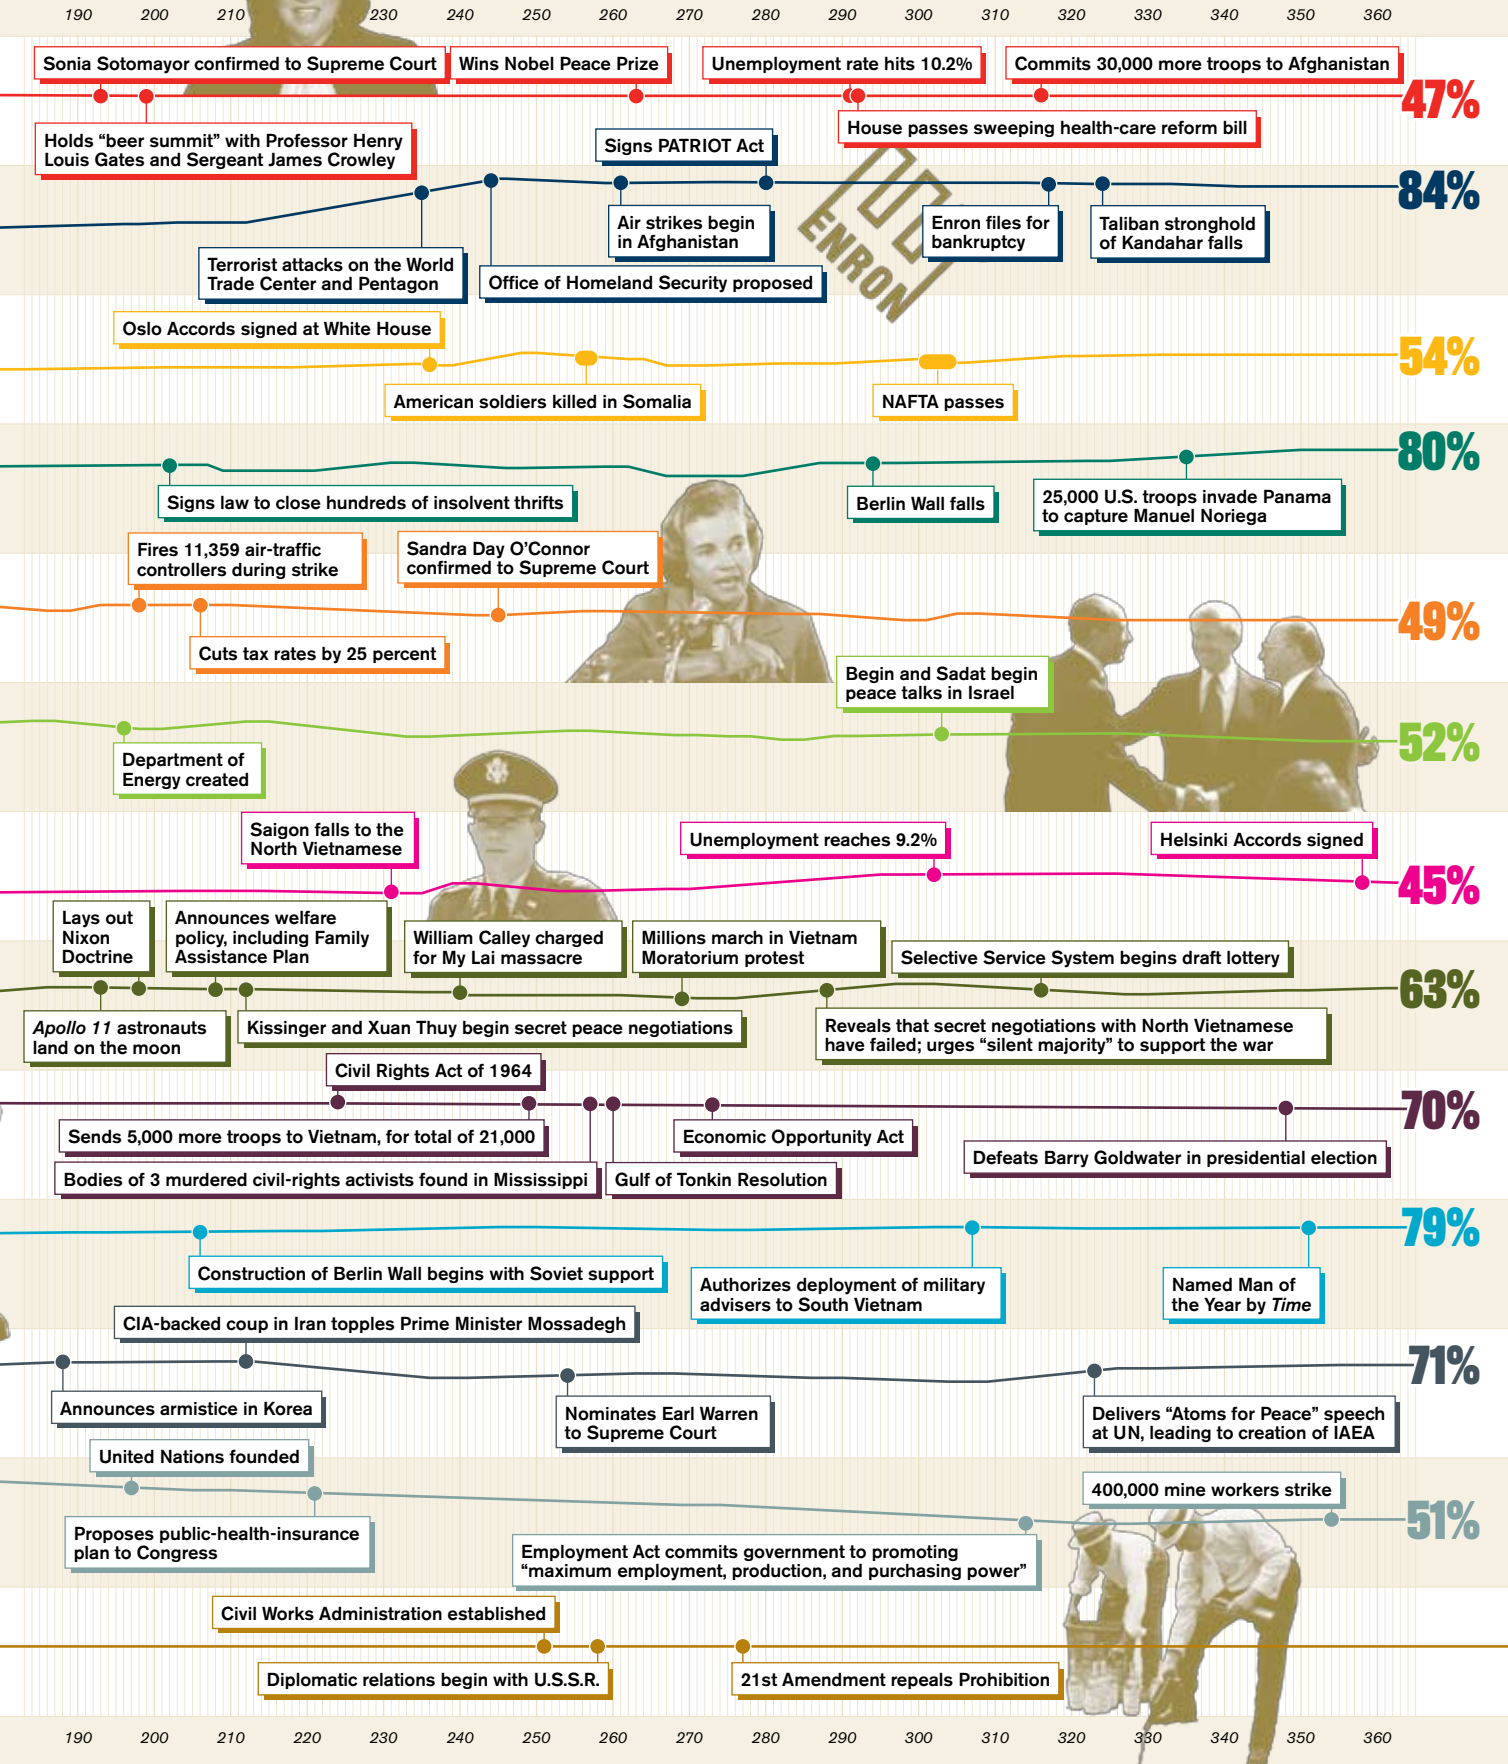 190 200 210 230 240 250 260 270 280 290 300 310 320 330 340 350 360
Sonia Sotomayor confirmed to Supreme Court
Wins Nobel Peace Prize
Unemployment rate hits 10.2%
Commits 30,000 more troops to Afghanistan
47%
Holds “beer summit” with Professor Henry
Louis Gates and Sergeant James Crowley
House passes sweeping health-care reform bill
Signs PATRIOT Act
84%
Air strikes begin
in Afghanistan
ENRON
Enron files for
bankruptcy
Taliban stronghold
of Kandahar falls
Terrorist attacks on the World
Trade Center and Pentagon
Office of Homeland Security proposed
Oslo Accords signed at White House
54%
American soldiers killed in Somalia
NAFTA passes
80%
Signs law to close hundreds of insolvent thrifts
Berlin Wall falls
25,000 U.S. troops invade Panama
to capture Manuel Noriega
Fires 11,359 air-traffic
controllers during strike
Sandra Day O’Connor
confirmed to Supreme Court
49%
Cuts tax rates by 25 percent
Begin and Sadat begin
peace talks in Israel
52%
Department of
Energy created
Saigon falls to the
North Vietnamese
Unemployment reaches 9.2%
Helsinki Accords signed
45%
Lays out
Nixon
Doctrine
Announces welfare
policy, including Family
Assistance Plan
William Calley charged
for My Lai massacre
Millions march in Vietnam
Moratorium protest
Selective Service System begins draft lottery
63%
Apollo 11 astronauts
land on the moon
Kissinger and Xuan Thuy begin secret peace negotiations
Reveals that secret negotiations with North Vietnamese
have failed; urges “silent majority” to support the war
Civil Rights Act of 1964
70%
Sends 5,000 more troops to Vietnam, for total of 21,000
Economic Opportunity Act
Defeats Barry Goldwater in presidential election
Bodies of 3 murdered civil-rights activists found in Mississippi
Gulf of Tonkin Resolution
79%
Construction of Berlin Wall begins with Soviet support
Authorizes deployment of military
advisers to South Vietnam
Named Man of
the Year by Time
CIA-backed coup in Iran topples Prime Minister Mossadegh
71%
Announces armistice in Korea
Nominates Earl Warren
to Supreme Court
Delivers “Atoms for Peace” speech
at UN, leading to creation of IAEA
United Nations founded
400,000 mine workers strike
51%
Proposes public-health-insurance
plan to Congress
Employment Act commits government to promoting
“maximum employment, production, and purchasing power”
Civil Works Administration established
Diplomatic relations begin with U.S.S.R.
21st Amendment repeals Prohibition
190 200 210 220 230 240 250 260 270 280 290 300 310 320 330 340 350 360